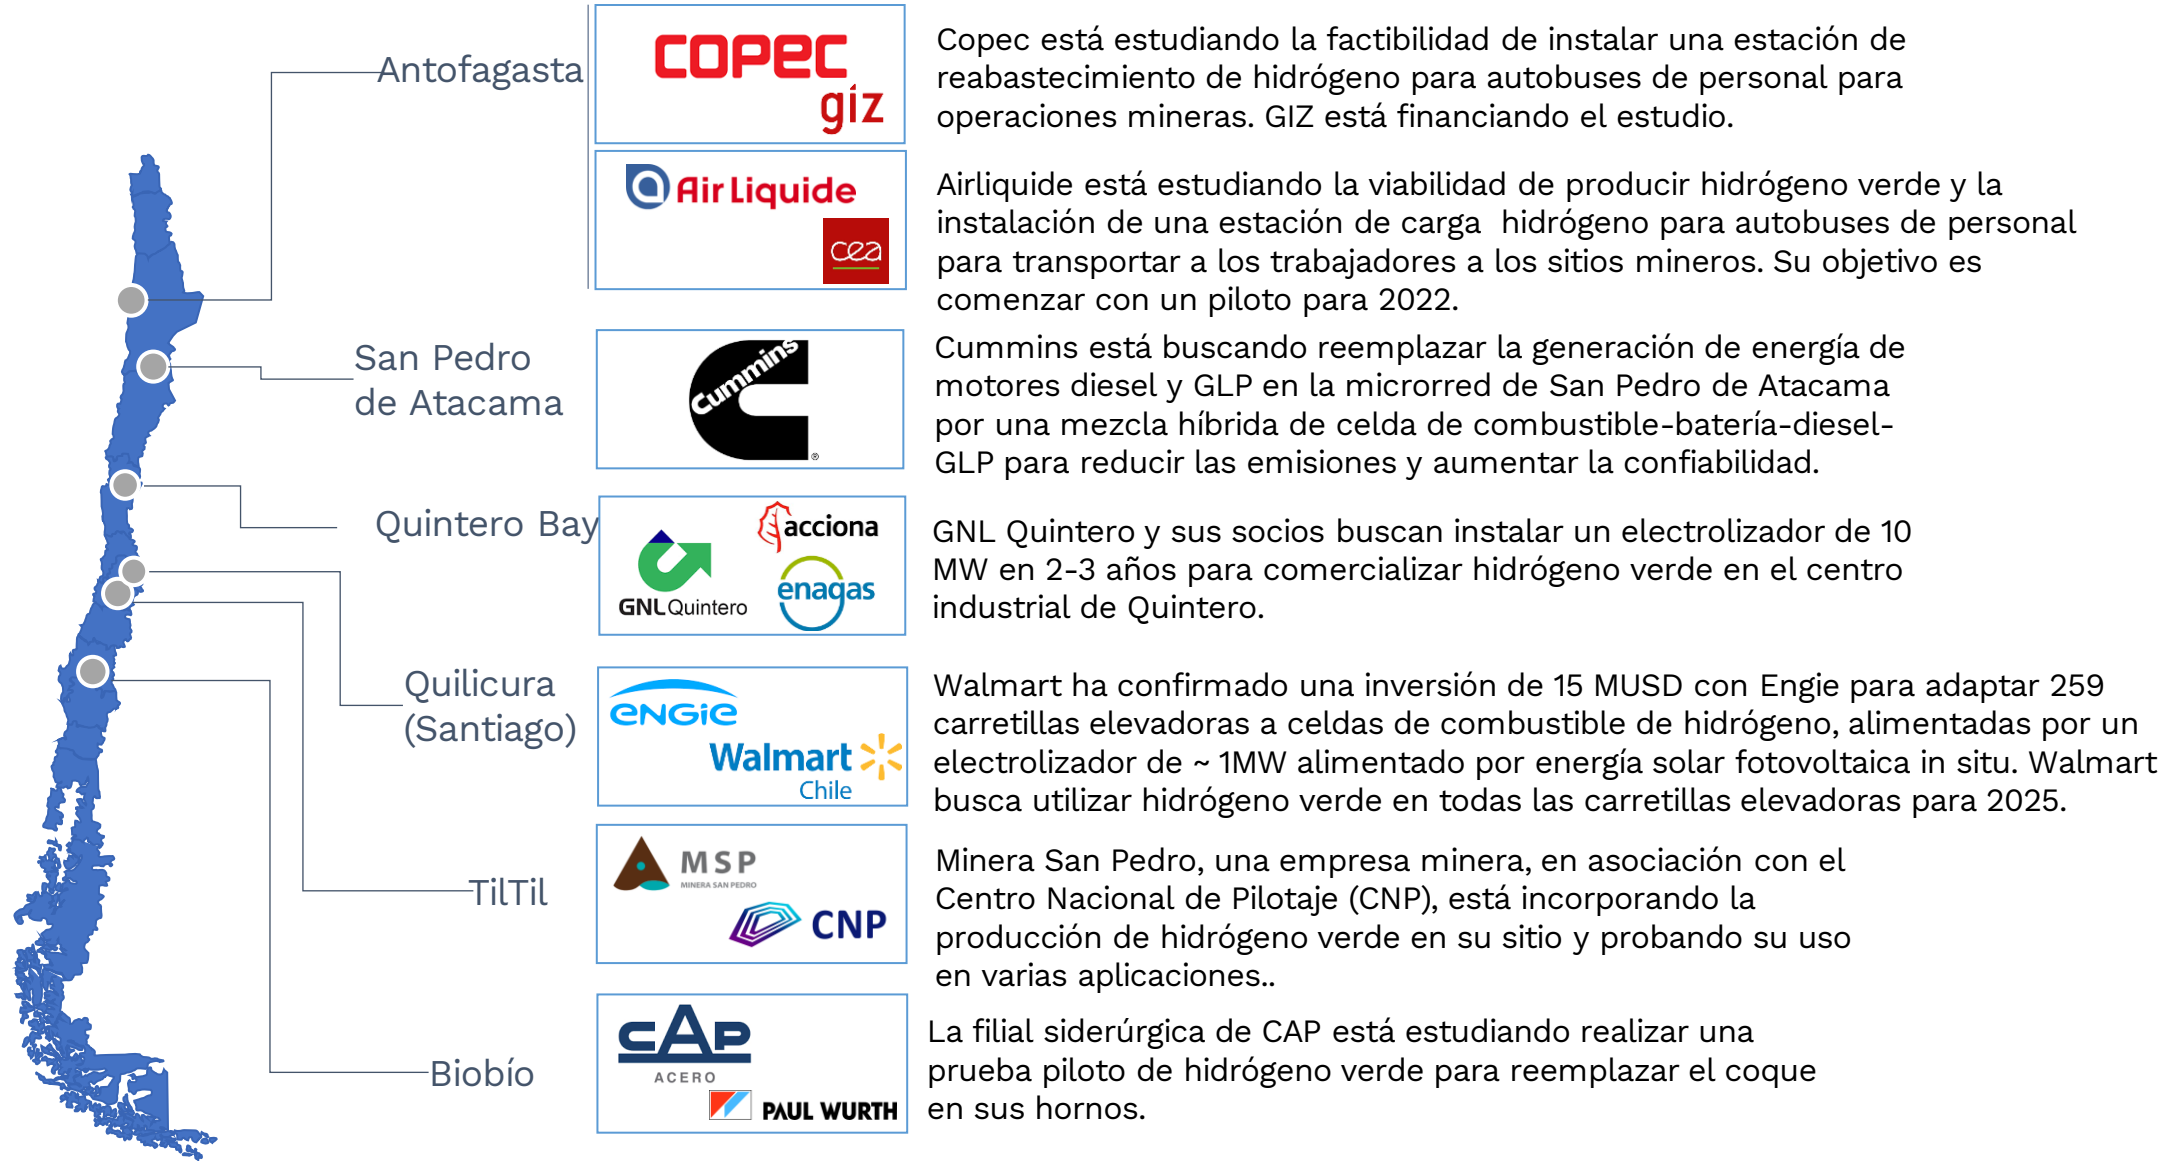 Antofagasta
COPEC
giz
Copec está estudiando la factibilidad de instalar una estación de
reabastecimiento de hidrógeno para autobuses de personal para
operaciones mineras. GIZ está financiando el estudio.
Air Liquide
cea
Airliquide está estudiando la viabilidad de producir hidrógeno verde y la
instalación de una estación de carga  hidrógeno para autobuses de personal
para transportar a los trabajadores a los sitios mineros. Su objetivo es
comenzar con un piloto para 2022.
San Pedro
de Atacama
Cummins
®
Cummins está buscando reemplazar la generación de energía de
motores diesel y GLP en la microrred de San Pedro de Atacama
por una mezcla híbrida de celda de combustible-batería-diesel-
GLP para reducir las emisiones y aumentar la confiabilidad.
Quintero Bay
acciona
GNLQuintero
enagas
GNL Quintero y sus socios buscan instalar un electrolizador de 10
MW en 2-3 años para comercializar hidrógeno verde en el centro
industrial de Quintero.
Quilicura
(Santiago)
ENGIE
Walmart
Chile
Walmart ha confirmado una inversión de 15 MUSD con Engie para adaptar 259
carretillas elevadoras a celdas de combustible de hidrógeno, alimentadas por un
electrolizador de ~ 1MW alimentado por energía solar fotovoltaica in situ. Walmart
busca utilizar hidrógeno verde en todas las carretillas elevadoras para 2025.
TilTil
MSP
MINERA SAN PEDRO
CNP
Minera San Pedro, una empresa minera, en asociación con el
Centro Nacional de Pilotaje (CNP), está incorporando la
producción de hidrógeno verde en su sitio y probando su uso
en varias aplicaciones..
Biobío
CAP
ACERO
PAUL WURTH
La filial siderúrgica de CAP está estudiando realizar una
prueba piloto de hidrógeno verde para reemplazar el coque
en sus hornos.